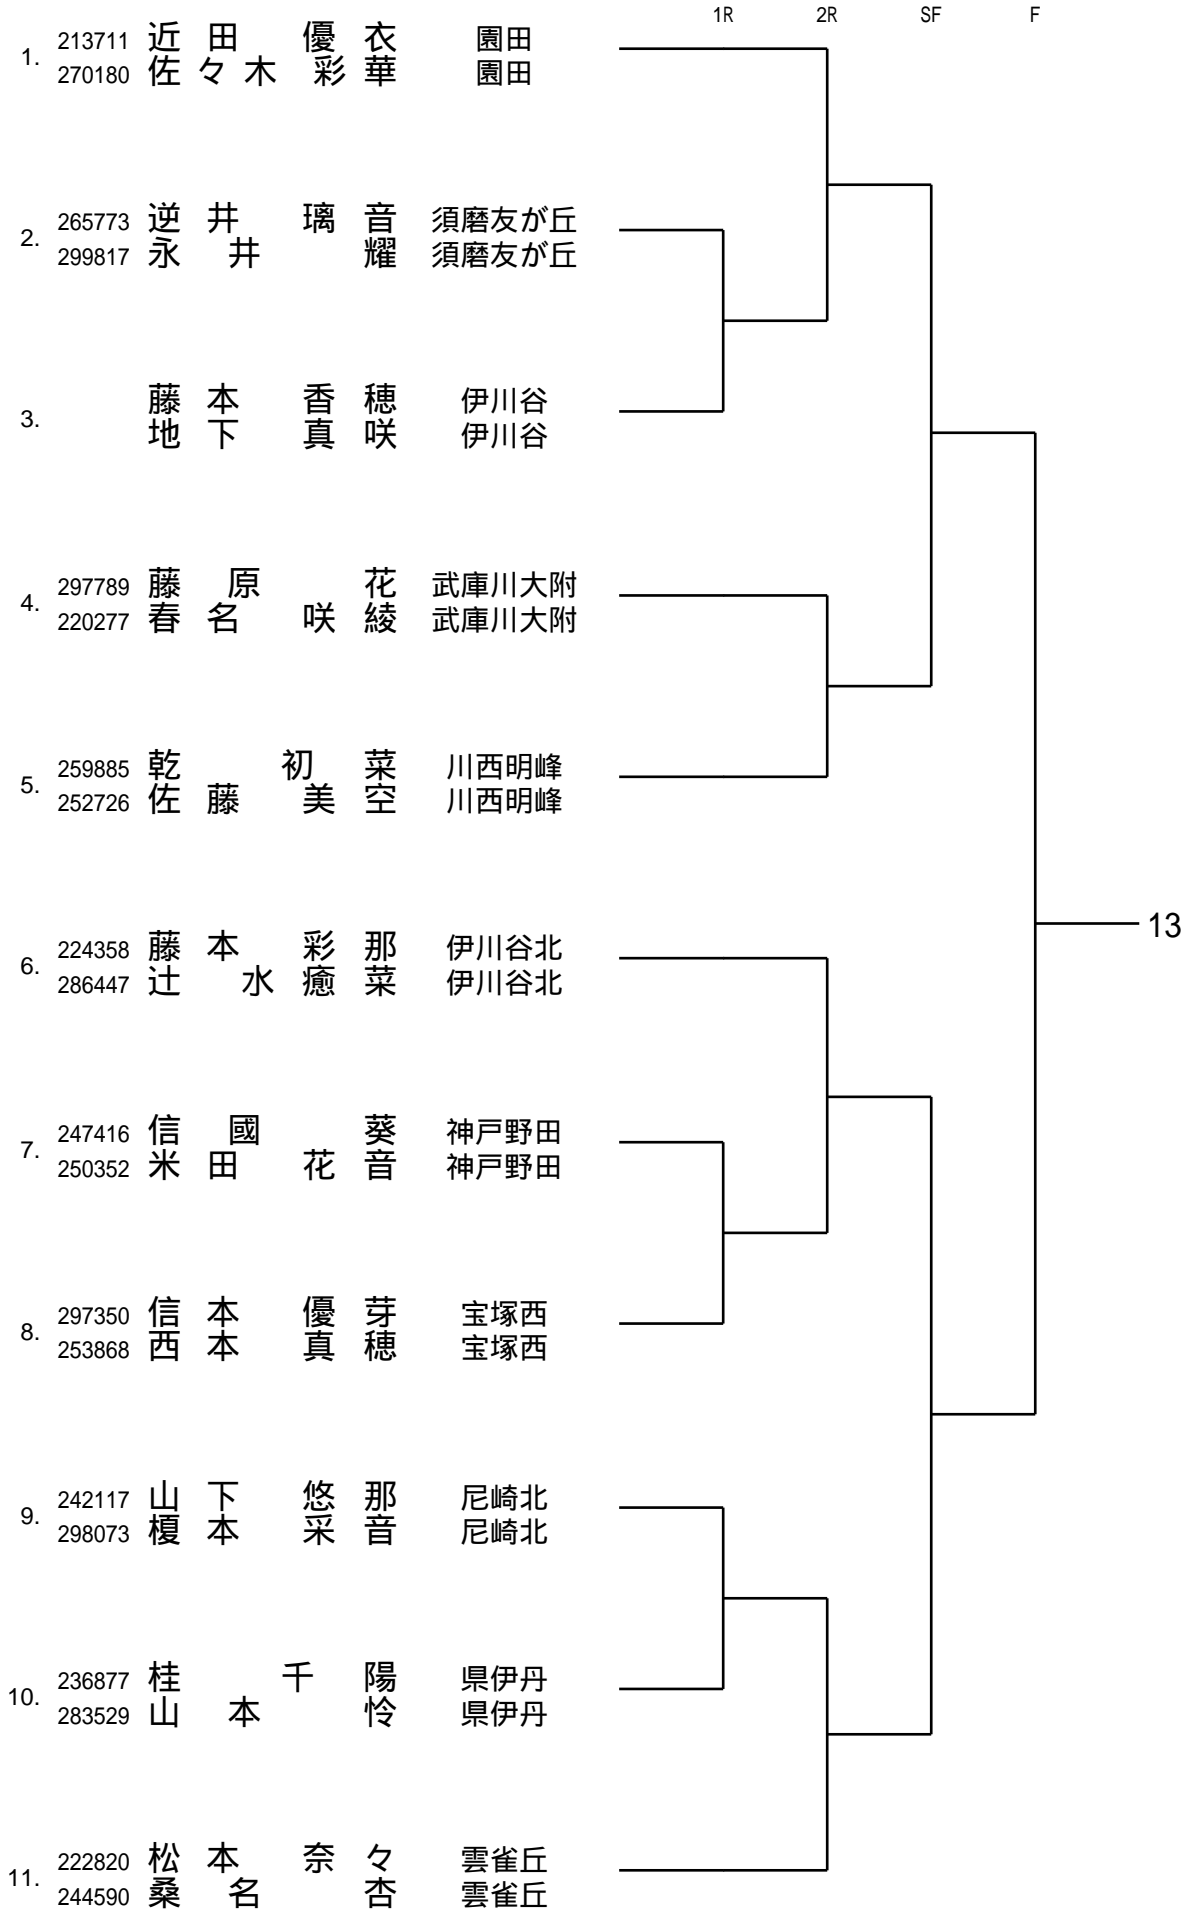 1R 2R SF F
1. 213711 近田 優衣 園田
270180 佐々木 彩華 園田
2. 265773 逆井 璃音 須磨友が丘
299817 永井 耀 須磨友が丘
3. 藤本 香穂 伊川谷
地下 真咲 伊川谷
4. 297789 藤原 花 武庫川大附
220277 春名 咲綾 武庫川大附
5. 259885 乾 初菜 川西明峰
252726 佐藤 美空 川西明峰
13
6. 224358 藤本 彩那 伊川谷北
286447 辻 水癒菜 伊川谷北
7. 247416 信國 葵 神戸野田
250352 米田 花音 神戸野田
8. 297350 信本 優芽 宝塚西
253868 西本 真穂 宝塚西
9. 242117 山下 悠那 尼崎北
298073 榎本 采音 尼崎北
10. 236877 桂 千陽 県伊丹
283529 山本 怜 県伊丹
11. 222820 松本 奈々 雲雀丘
244590 桑名 杏 雲雀丘